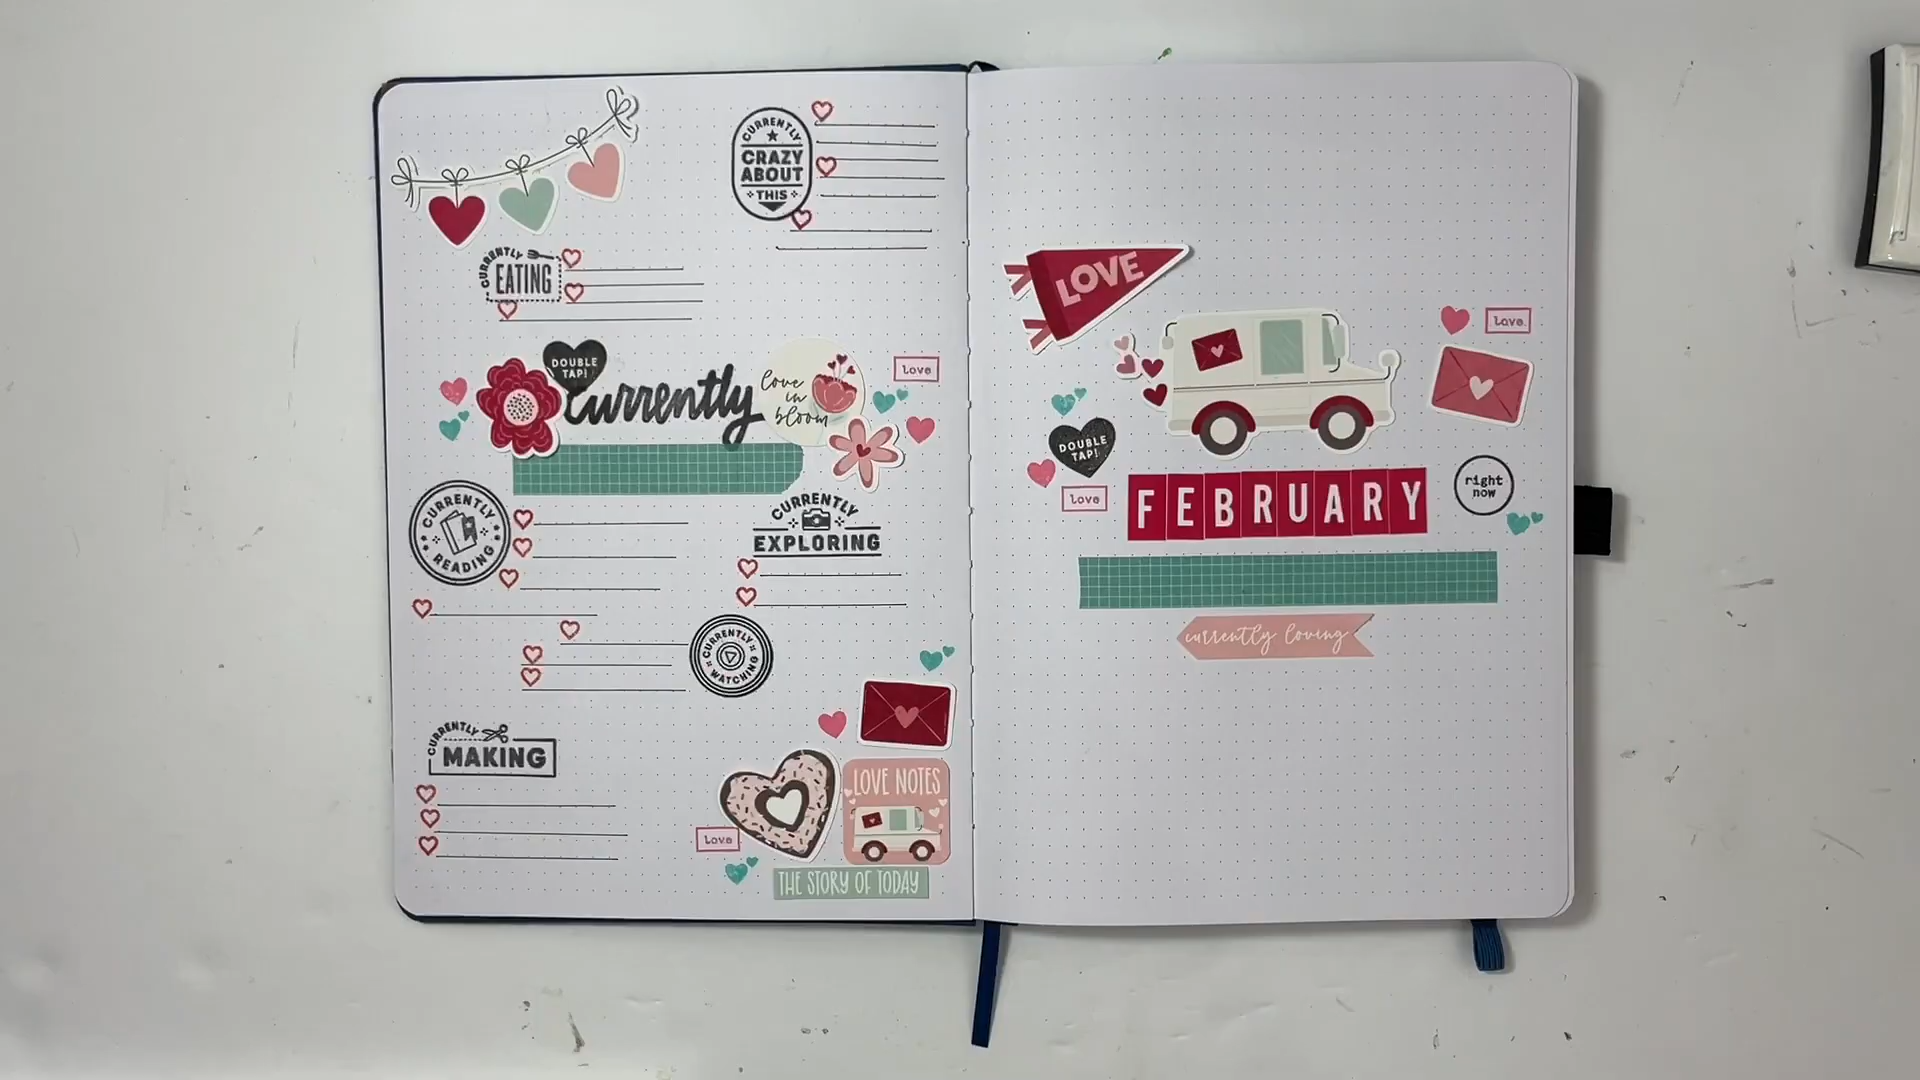 CURRENTLY
CRAZY
ABOUT
THIS
CURRENTLY
EATING
DOUBLE
TAP!
currently
love
in
bloom
love
CURRENTLY
READING
CURRENTLY
EXPLORING
CURRENTLY
WATCHING
CURRENTLY
MAKING
LOVE NOTES
love
THE STORY OF TODAY
LOVE
love
DOUBLE
TAP!
love
FEBRUARY
right
now
currently loving